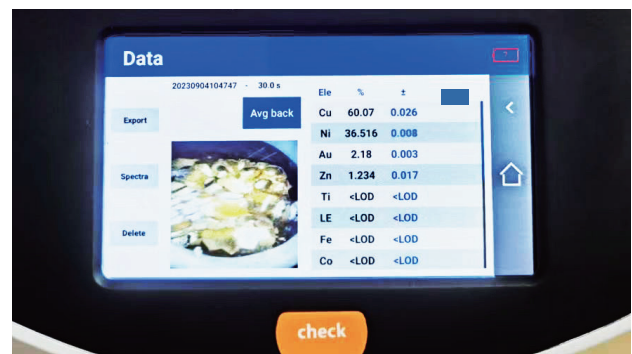 Data
20230904104747 - 30.0 s
Export
Avg back
Spectra
Delete
Ele % ±
Cu 60.07 0.026
Ni 36.516 0.008
Au 2.18 0.003
Zn 1.234 0.017
Ti <LOD <LOD
LE <LOD <LOD
Fe <LOD <LOD
Co <LOD <LOD
check